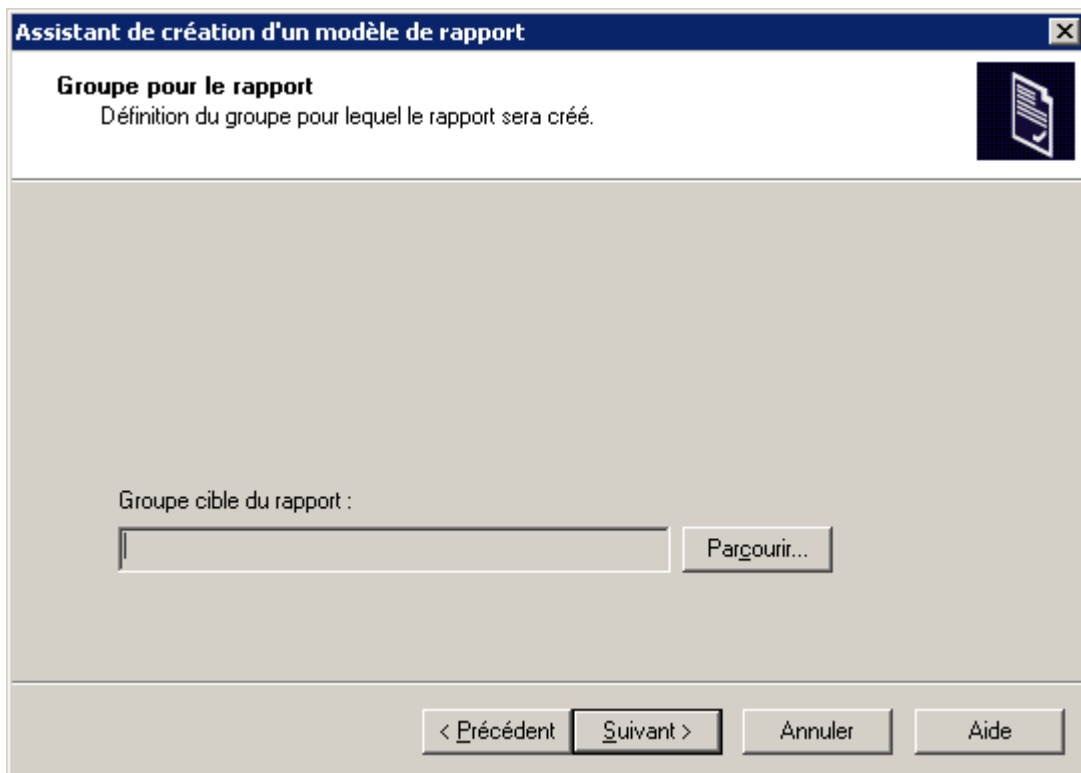 Assistant de création d'un modèle de rapport
Groupe pour le rapport
Définition du groupe pour lequel le rapport sera créé.
Groupe cible du rapport :
Parcourir...
< Précédent
Suivant >
Annuler
Aide